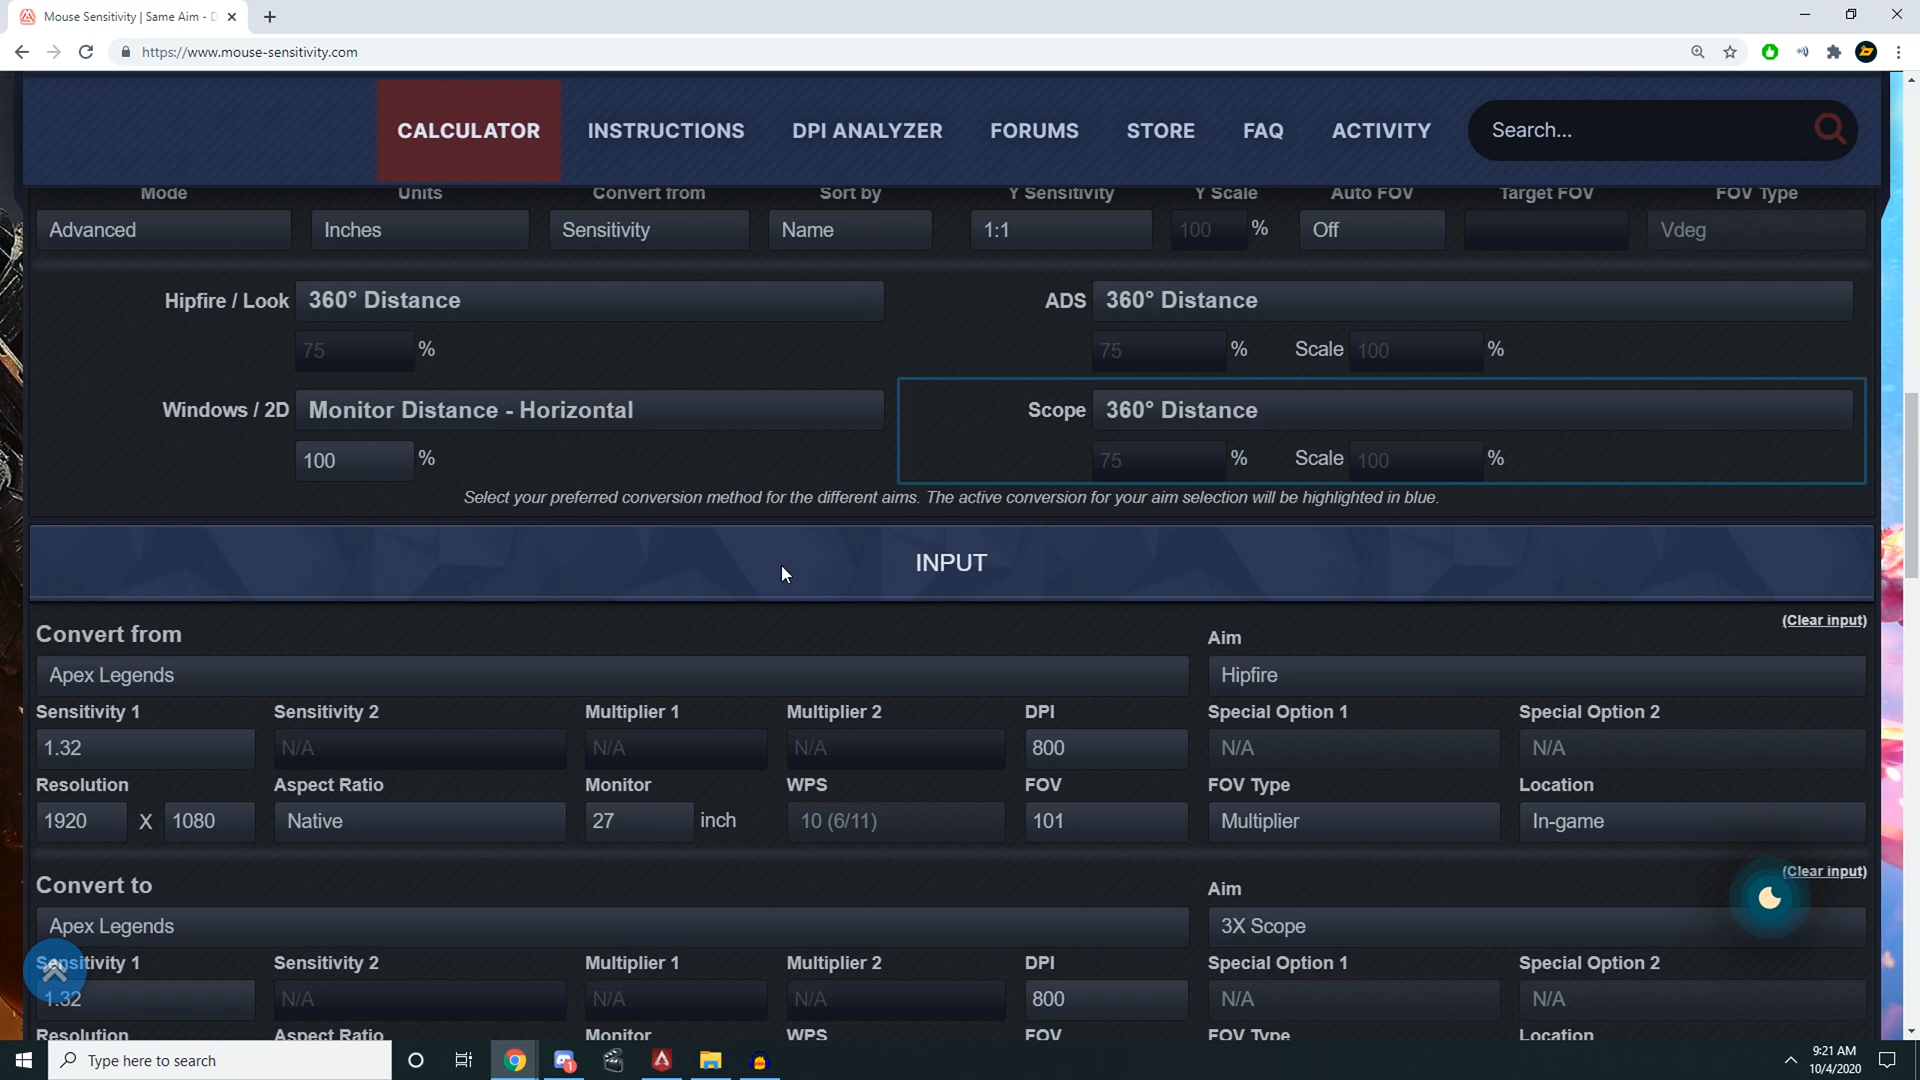 Mouse Sensitivity | Same Aim - D
https://www.mouse-sensitivity.com
CALCULATOR INSTRUCTIONS DPI ANALYZER FORUMS STORE FAQ ACTIVITY Search...
Mode Units Convert from Sort by Y Sensitivity Y Scale Auto FOV Target FOV FOV Type
Advanced Inches Sensitivity Name 1:1 100 % Off Vdeg
Hipfire / Look 360° Distance ADS 360° Distance
75 % 75 % Scale 100 %
Windows / 2D Monitor Distance - Horizontal Scope 360° Distance
100 % 75 % Scale 100 %
Select your preferred conversion method for the different aims. The active conversion for your aim selection will be highlighted in blue.
INPUT
(Clear input)
Convert from Aim
Apex Legends Hipfire
Sensitivity 1 Sensitivity 2 Multiplier 1 Multiplier 2 DPI Special Option 1 Special Option 2
1.32 N/A N/A N/A 800 N/A N/A
Resolution Aspect Ratio Monitor WPS FOV FOV Type Location
1920 X 1080 Native 27 inch 10 (6/11) 101 Multiplier In-game
(Clear input)
Convert to Aim
Apex Legends 3X Scope
Sensitivity 1 Sensitivity 2 Multiplier 1 Multiplier 2 DPI Special Option 1 Special Option 2
1.32 N/A N/A N/A 800 N/A N/A
Resolution Aspect Ratio Monitor WPS FOV FOV Type Location
Type here to search 1 9:21 AM
10/4/2020